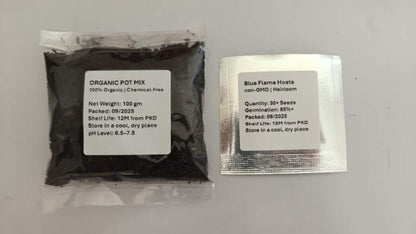 ORGANIC POT MIX
100% Organic | Chemical-Free
Net Weight: 100 gm
Packed: 09/2025
Shelf Life: 12M from PKD
Store in a cool, dry place
pH Level: 6.5-7.5
Blue Flame Hosta
non-GMO | Heirloom
Quantity: 30+ Seeds
Germination: 85%+
Packed: 09/2025
Shelf Life: 12M from PKD
Store in a cool, dry place